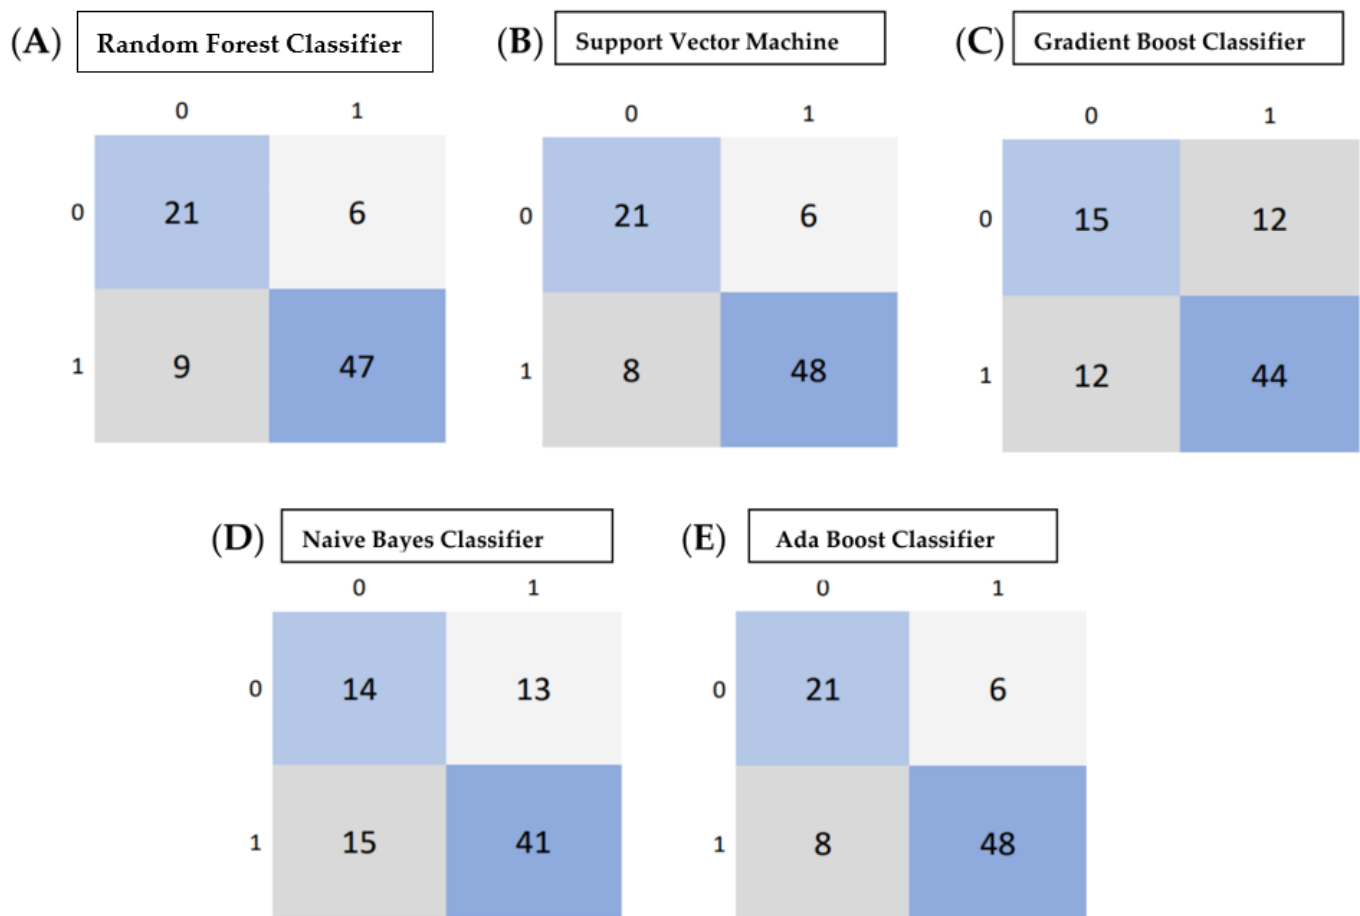 (A) Random Forest Classifier
(B) Support Vector Machine
(C) Gradient Boost Classifier
0 1
0 21 6
1 9 47
0 1
0 21 6
1 8 48
0 1
0 15 12
1 12 44
(D) Naive Bayes Classifier
(E) Ada Boost Classifier
0 1
0 14 13
1 15 41
0 1
0 21 6
1 8 48